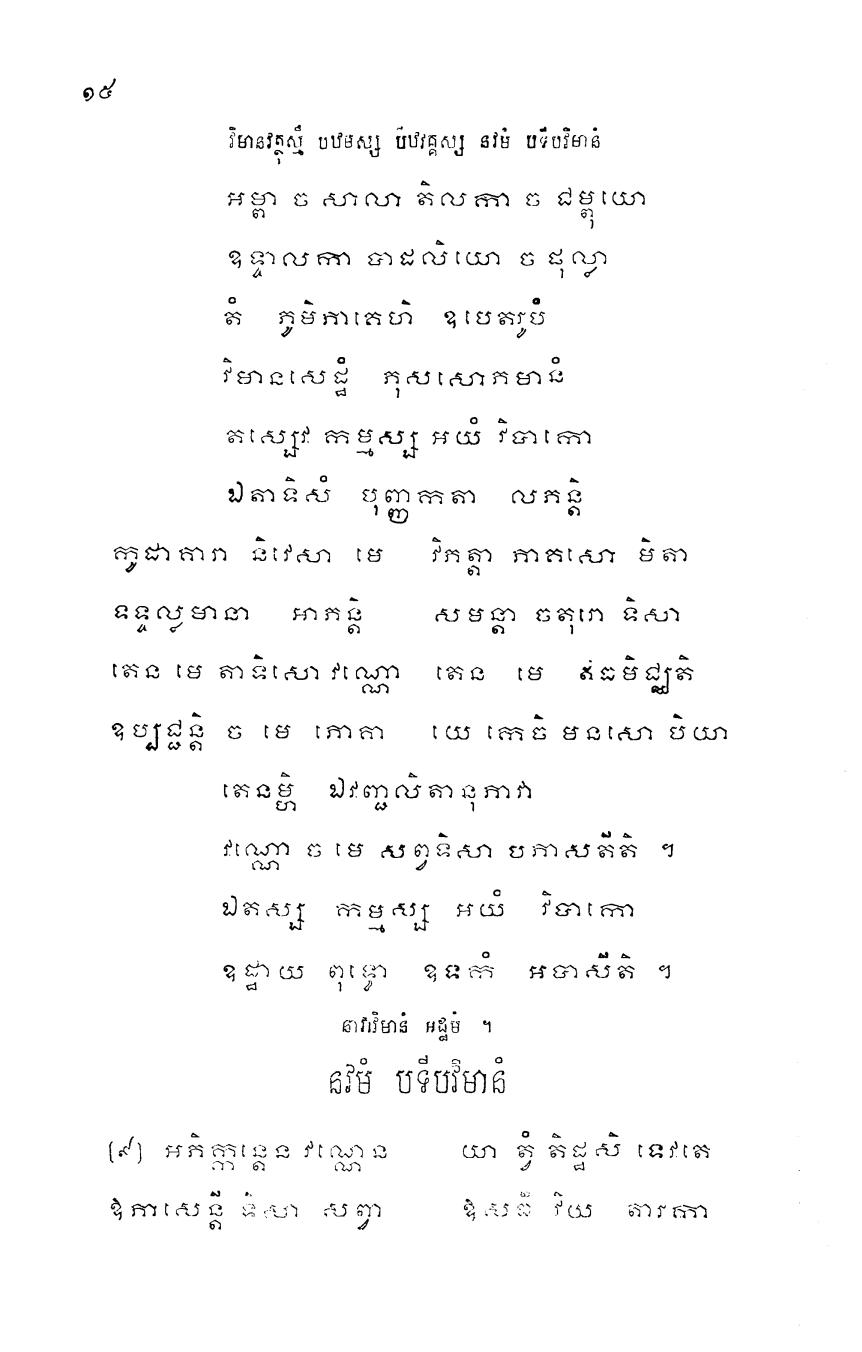 ១៥
វិមានវត្ថុស្មឹ បឋមស្ស បឋវគ្គស្ស នវមំ បទីបវិមានំ
អម្ពា ច សាលា តិលកា ច ជម្ពុយោ
ឧទ្ទាលកា បាដលិយោ ច ផុល្លា
តំ ភូមិភាគេហិ ឧបេតរូបំ
វិមានសេដ្ឋំ ភុសសោភមានំ
តស្សេវ កម្មស្ស អយំ វិបាកោ
ឯតាទិសំ បុញ្ញកតា លភន្តិ
កូដាគារា និវេសា មេ វិភត្តា ភាគសោ មិតា
ទទ្ទល្លមានា អាភន្តិ សមន្តា ចតុរោ ទិសា
តេន មេ តាទិសោ វណ្ណោ តេន មេ ឥធមិជ្ឈតិ
ឧប្បជ្ជន្តិ ច មេ ភោគា យេ កេចិ មនសោ បិយា
តេនម្ហិ ឯវញ្ជលិតានុភាវា
វណ្ណោ ច មេ សព្វទិសា បភាសតីតិ ។
ឯតស្ស កម្មស្ស អយំ វិបាកោ
ឧដ្ឋាយ ពុទ្ធោ ឧទកំ អបាសីតិ ។
នាវាវិមានំ អដ្ឋមំ ។
នវមំ បទីបវិមានំ
[៩] អភិក្កន្តេន វណ្ណេន យា ត្វំ តិដ្ឋសិ ទេវតេ
ឱភាសេន្តី ទិសា សព្វា ឱសធី វិយ តារកា